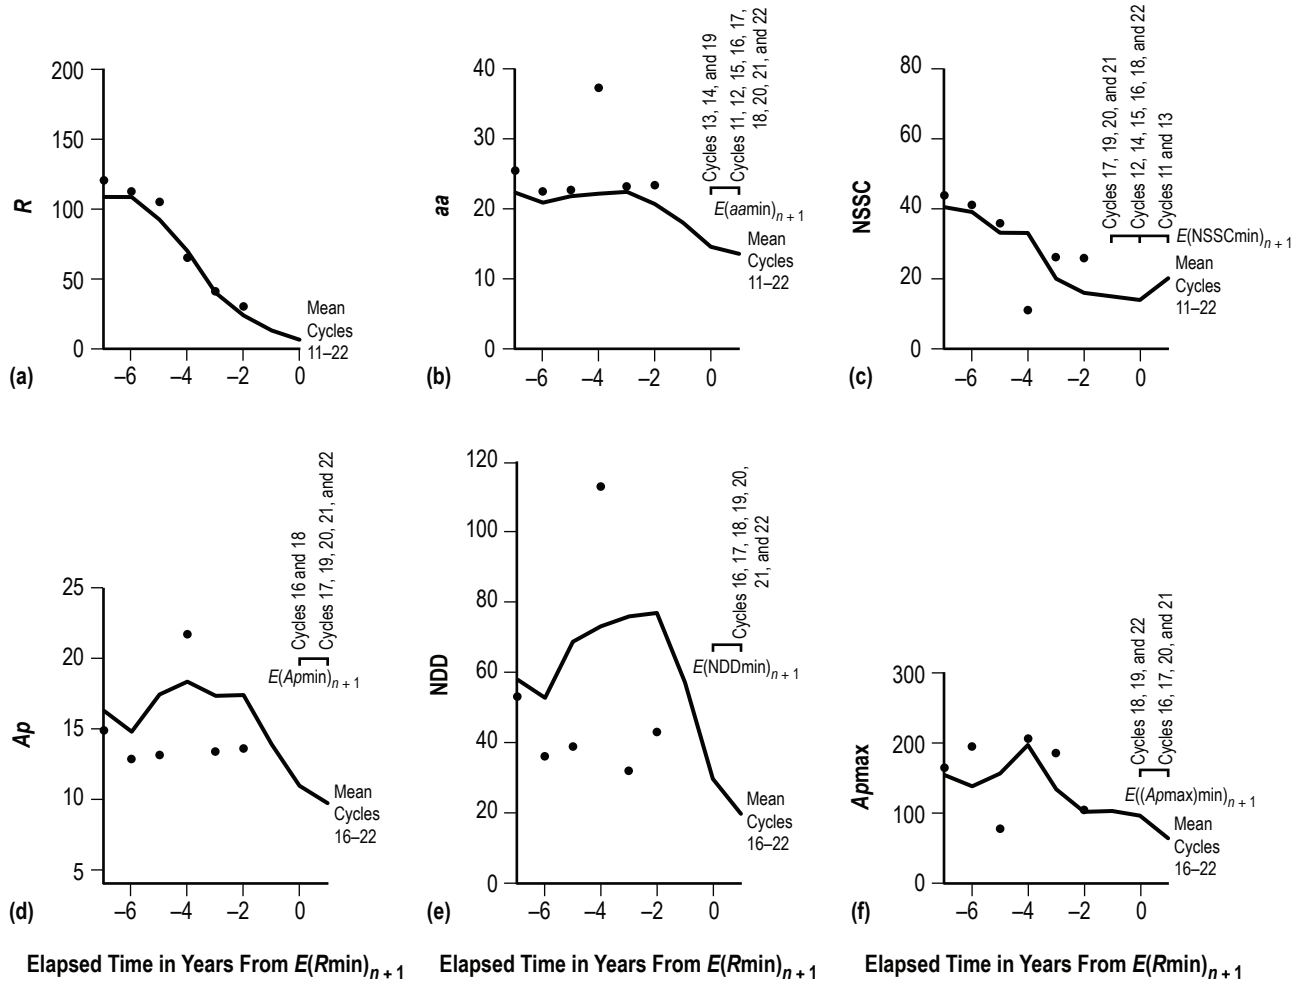 200
150
100
50
0
R
–6
–4
–2
0
Mean
Cycles
11–22
(a)
40
30
20
10
0
aa
–6
–4
–2
0
Cycles 13, 14, and 19
Cycles 11, 12, 15, 16, 17,
18, 20, 21, and 22
E(aamin)n + 1
Mean
Cycles
11–22
(b)
80
60
40
20
0
NSSC
–6
–4
–2
0
Cycles 17, 19, 20, and 21
Cycles 12, 14, 15, 16, 18, and 22
Cycles 11 and 13
E(NSSCmin)n + 1
Mean
Cycles
11–22
(c)
25
20
15
10
5
Ap
–6
–4
–2
0
Cycles 16 and 18
Cycles 17, 19, 20, 21, and 22
E(Apmin)n + 1
Mean
Cycles
16–22
(d)
Elapsed Time in Years From E(Rmin)n + 1
120
100
80
60
40
20
0
NDD
–6
–4
–2
0
Cycles 16, 17, 18, 19, 20,
21, and 22
E(NDDmin)n + 1
Mean
Cycles
16–22
(e)
Elapsed Time in Years From E(Rmin)n + 1
300
200
100
0
Apmax
–6
–4
–2
0
Cycles 18, 19, and 22
Cycles 16, 17, 20, and 21
E((Apmax)min)n + 1
Mean
Cycles
16–22
(f)
Elapsed Time in Years From E(Rmin)n + 1